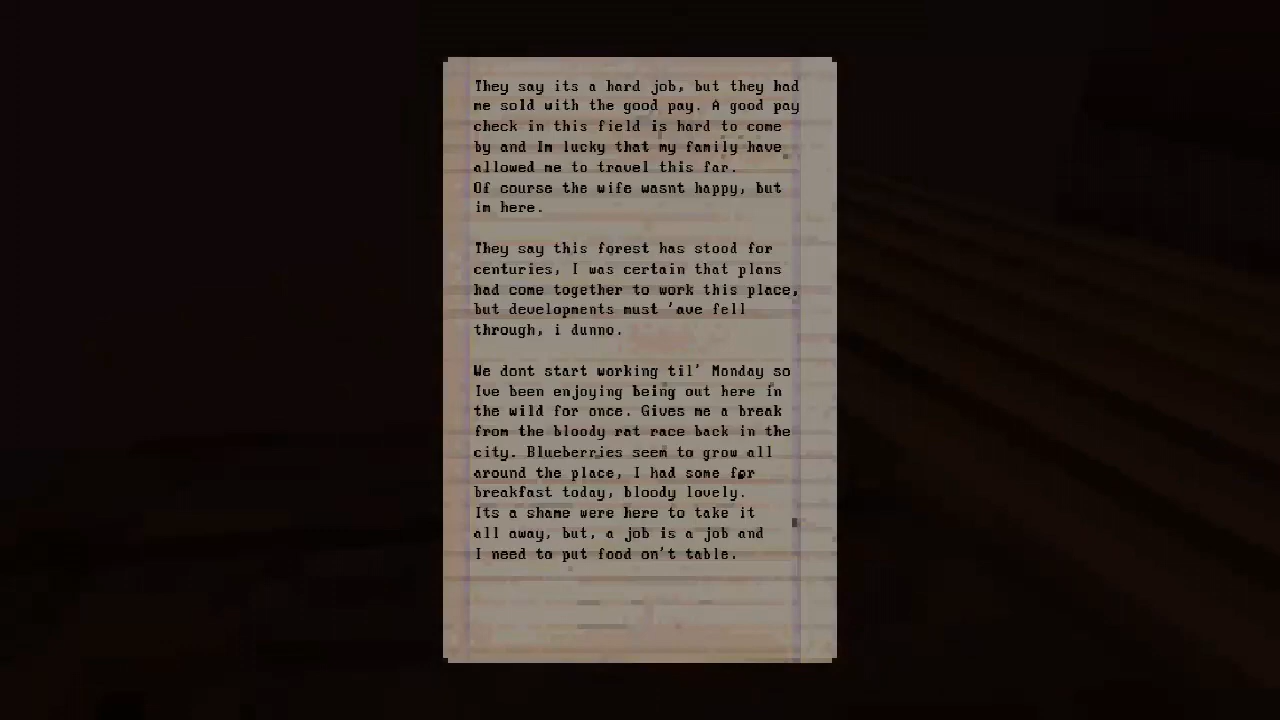 They say its a hard job, but they had
me sold with the good pay. A good pay
check in this field is hard to come
by and Im lucky that my family have
allowed me to travel this far.
Of course the wife wasnt happy, but
im here.
They say this forest has stood for
centuries, I was certain that plans
had come together to work this place,
but developments must 'ave fell
through, i dunno.
We dont start working til' Monday so
Ive been enjoying being out here in
the wild for once. Gives me a break
from the bloody rat race back in the
city. Blueberries seem to grow all
around the place, I had some for
breakfast today, bloody lovely.
Its a shame were here to take it
all away, but, a job is a job and
I need to put food on't table.